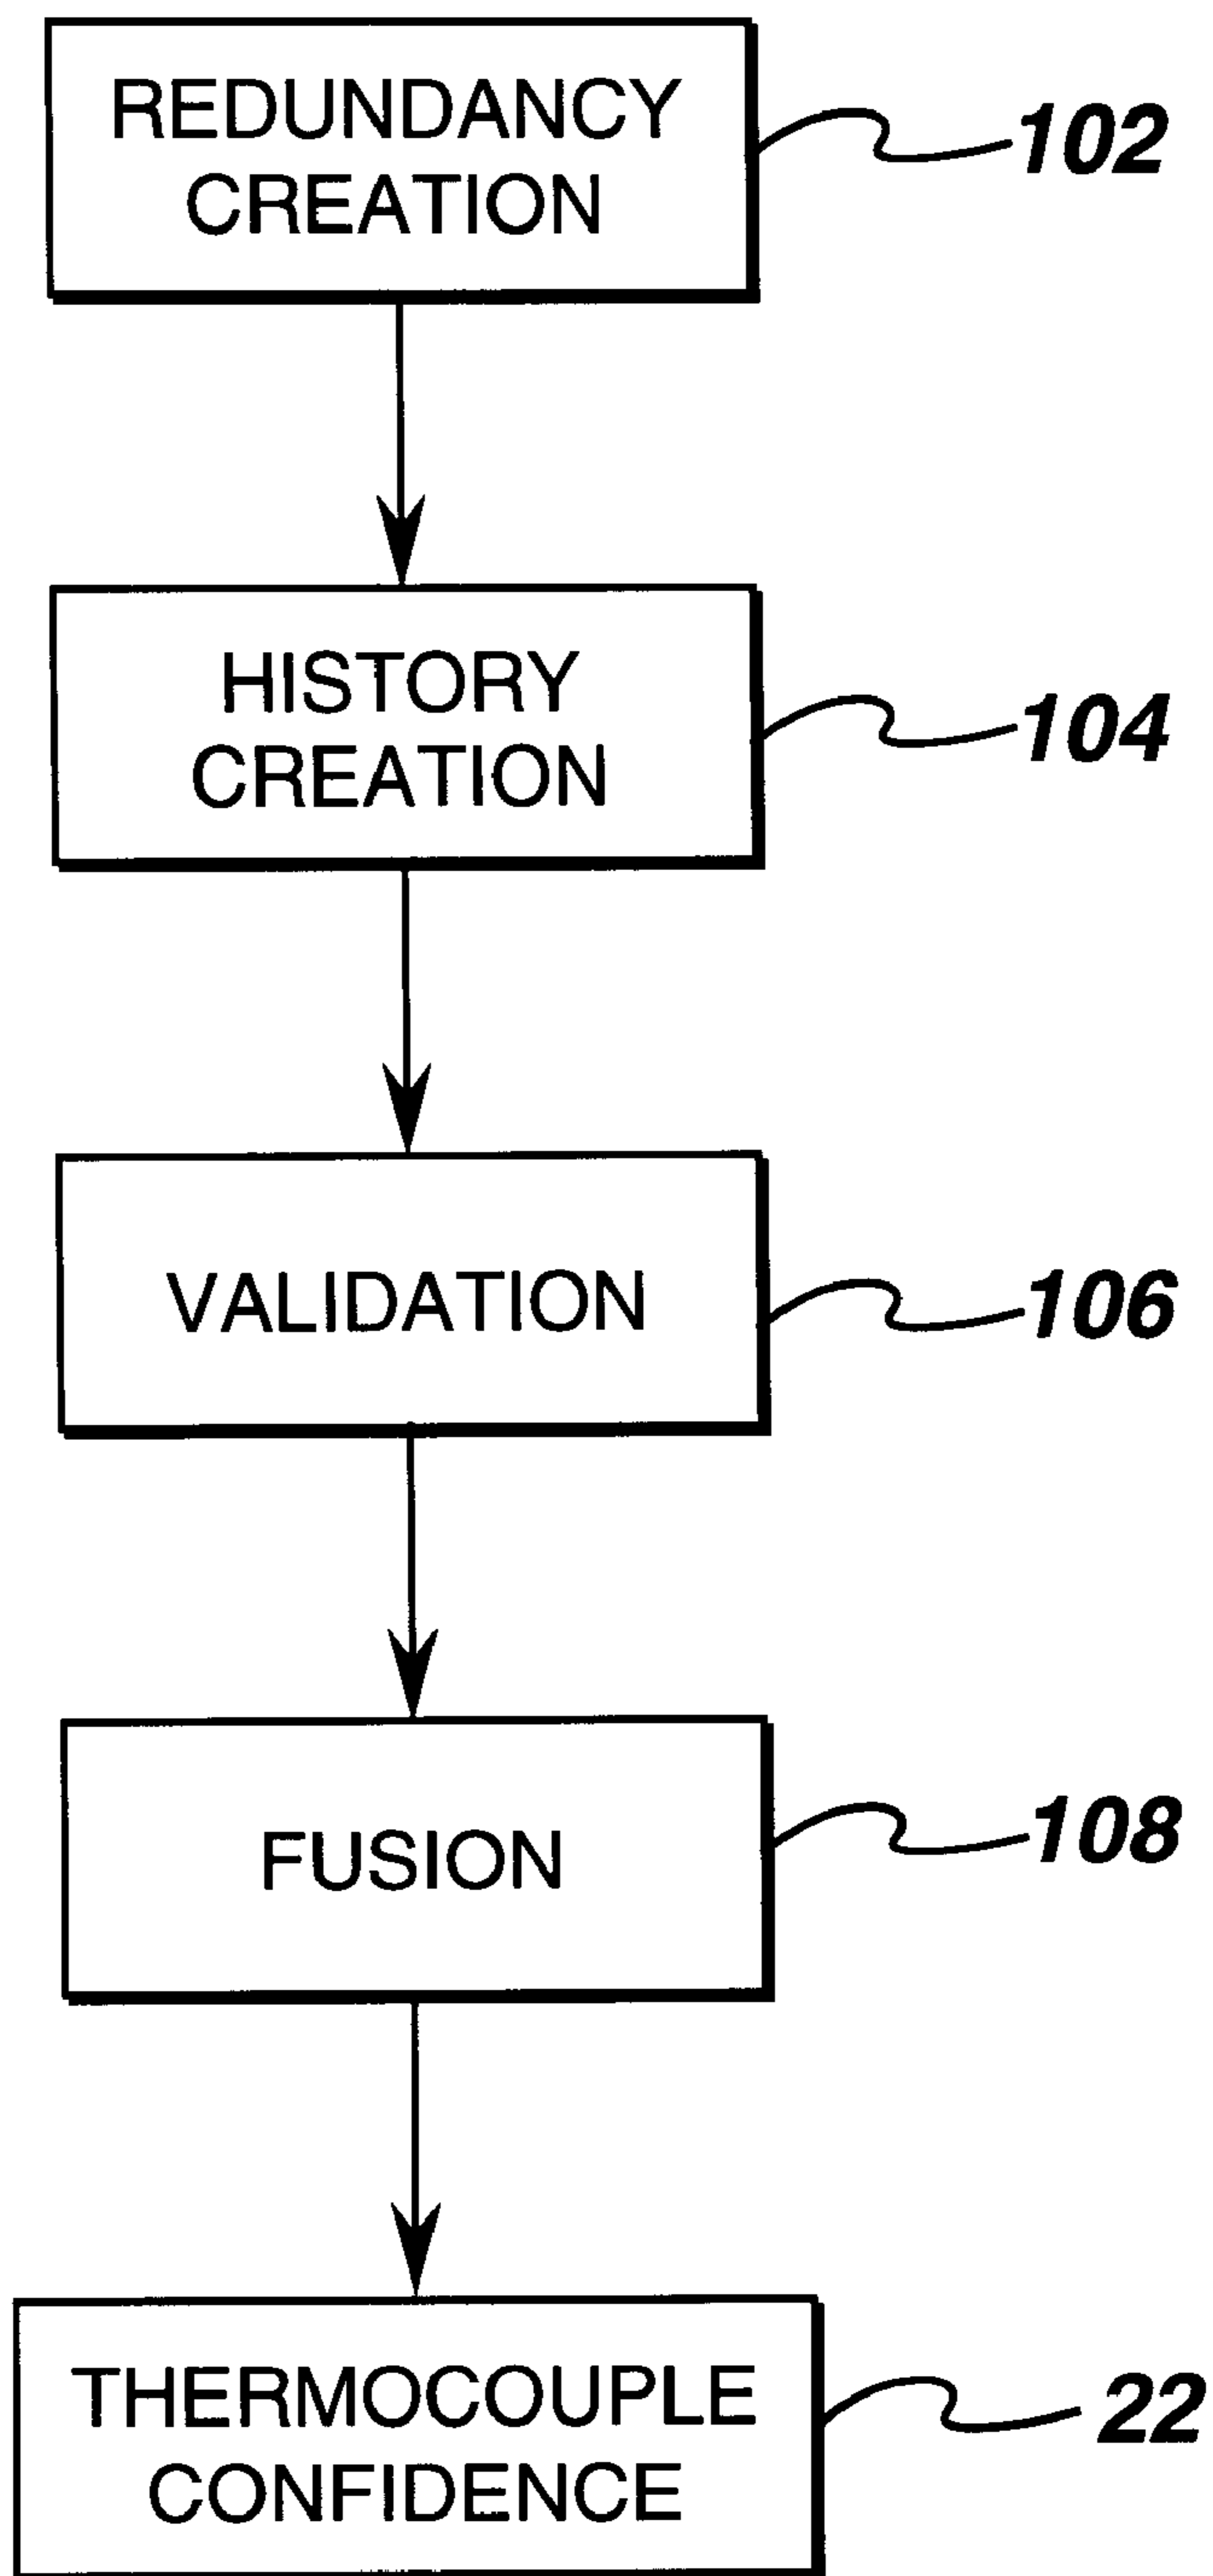 REDUNDANCY
CREATION
102
HISTORY
CREATION
104
VALIDATION
106
FUSION
108
THERMOCOUPLE
CONFIDENCE
22